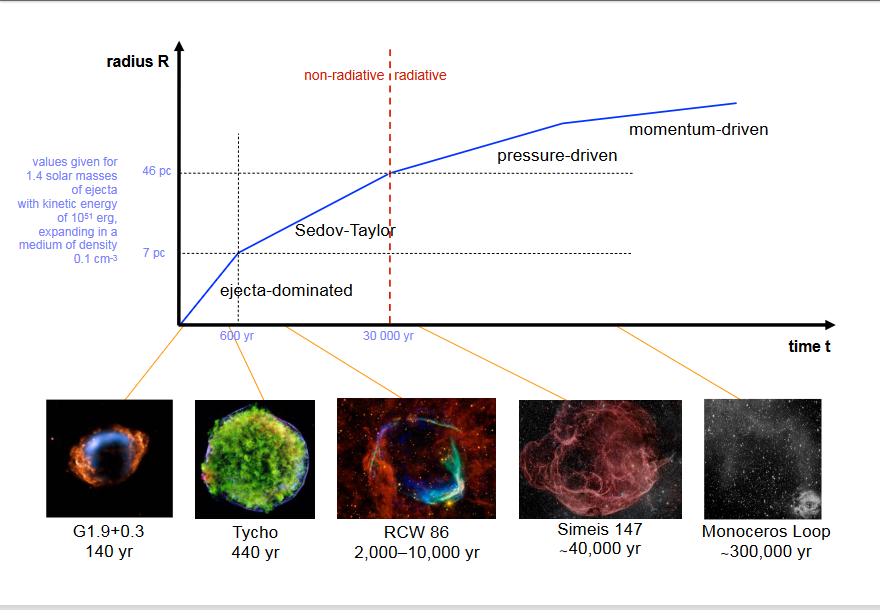 radius R
non-radiative
radiative
momentum-driven
pressure-driven
values given for
1.4 solar masses
of ejecta
with kinetic energy
of 10⁵¹ erg,
expanding in a
medium of density
0.1 cm⁻³
46 pc
Sedov-Taylor
7 pc
ejecta-dominated
600 yr
30 000 yr
time t
G1.9+0.3
140 yr
Tycho
440 yr
RCW 86
2,000–10,000 yr
Simeis 147
~40,000 yr
Monoceros Loop
~300,000 yr